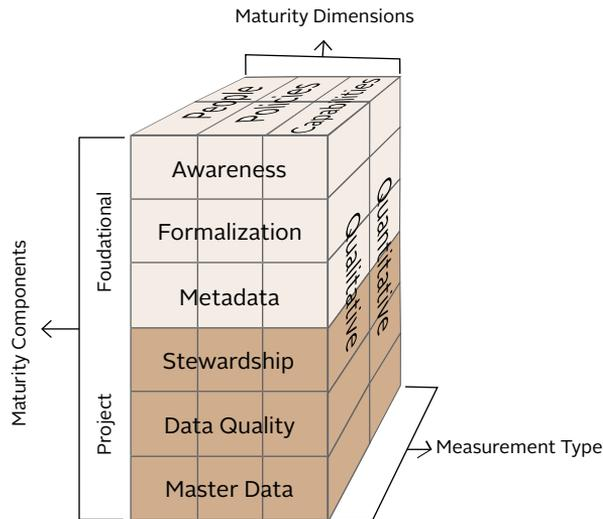 Maturity Dimensions
People
Policies
Capabilities
Awareness
Formalization
Metadata
Stewardship
Data Quality
Master Data
Qualitative
Quantitative
Foudational
Project
Maturity Components
Measurement Type